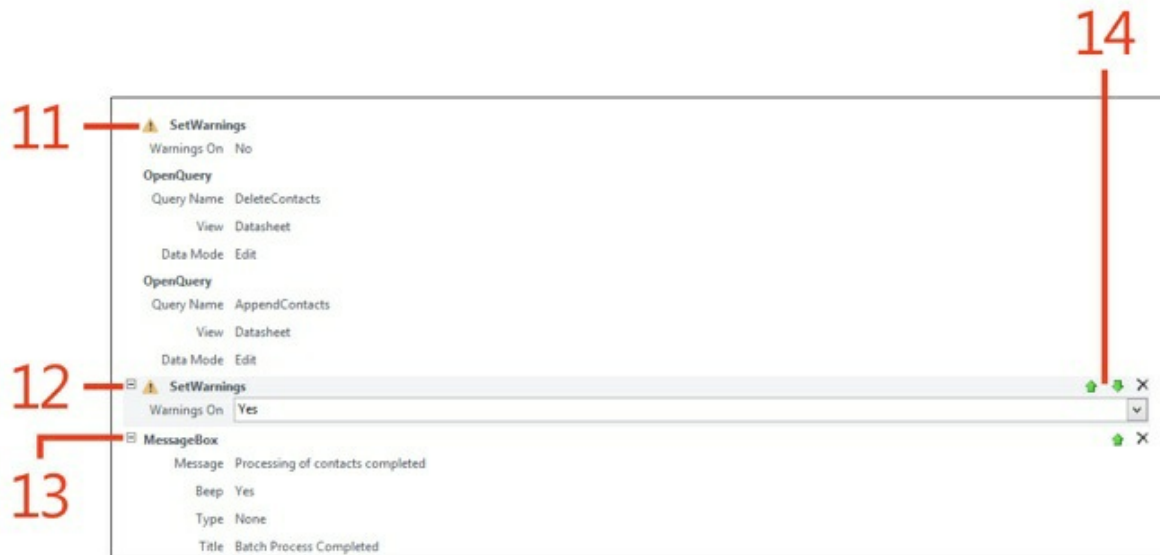 14
11
SetWarnings
Warnings On No
OpenQuery
Query Name DeleteContacts
View Datasheet
Data Mode Edit
OpenQuery
Query Name AppendContacts
View Datasheet
Data Mode Edit
12
SetWarnings
Warnings On Yes
MessageBox
Message Processing of contacts completed
13
Beep Yes
Type None
Title Batch Process Completed